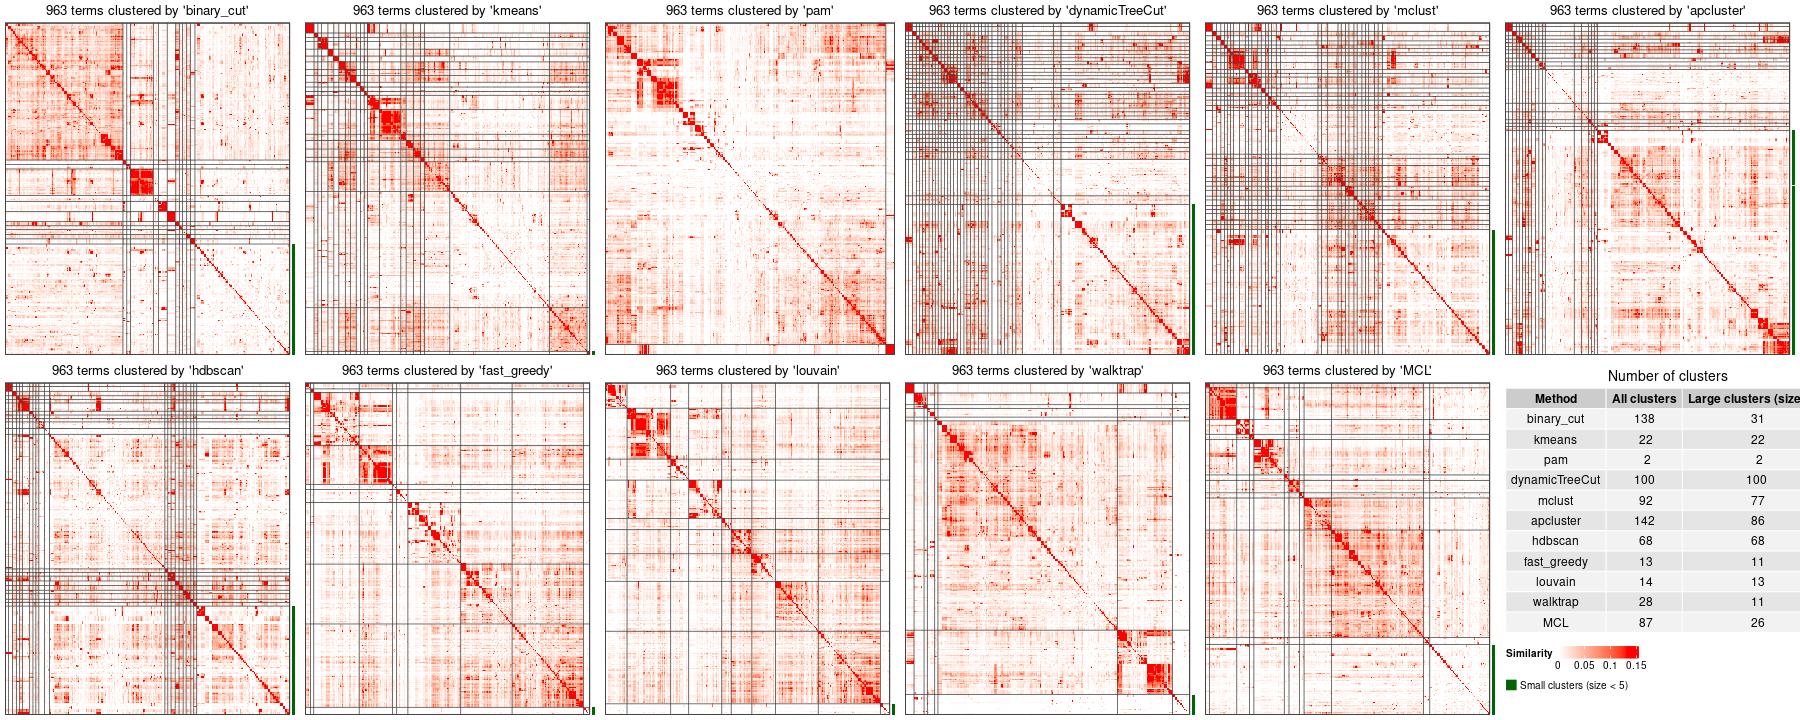 963 terms clustered by 'binary_cut'
963 terms clustered by 'kmeans'
963 terms clustered by 'pam'
963 terms clustered by 'dynamicTreeCut'
963 terms clustered by 'mclust'
963 terms clustered by 'apcluster'
963 terms clustered by 'hdbscan'
963 terms clustered by 'fast_greedy'
963 terms clustered by 'louvain'
963 terms clustered by 'walktrap'
963 terms clustered by 'MCL'
Number of clusters
Method All clusters Large clusters (size
binary_cut 138 31
kmeans 22 22
pam 2 2
dynamicTreeCut 100 100
mclust 92 77
apcluster 142 86
hdbscan 68 68
fast_greedy 13 11
louvain 14 13
walktrap 28 11
MCL 87 26
Similarity
0 0.05 0.1 0.15
Small clusters (size < 5)